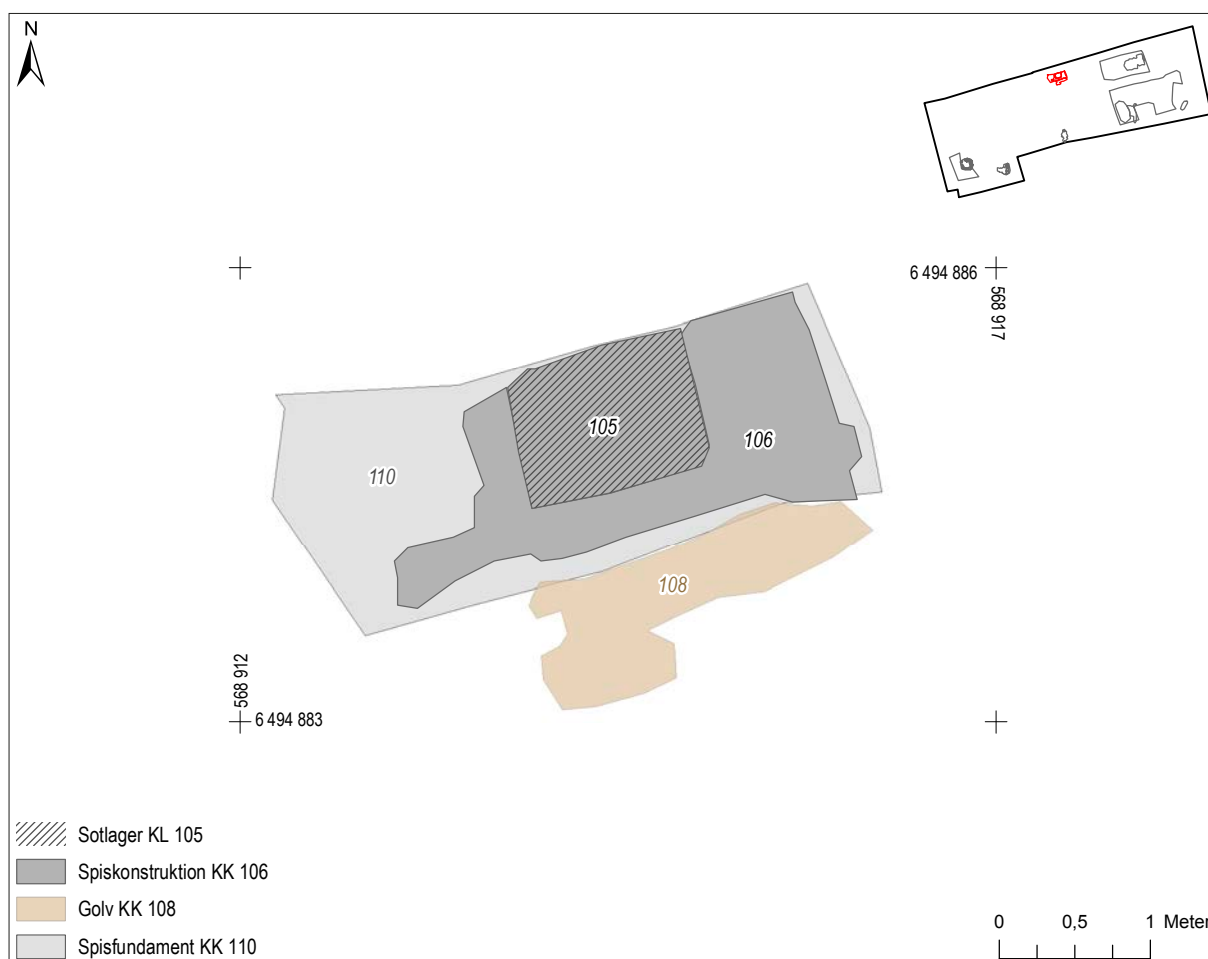 N
6 494 886
568 917
105
106
110
108
568 912
6 494 883
Sotlager KL 105
Spiskonstruktion KK 106
Golv KK 108
Spisfundament KK 110
0 0,5 1 Meter